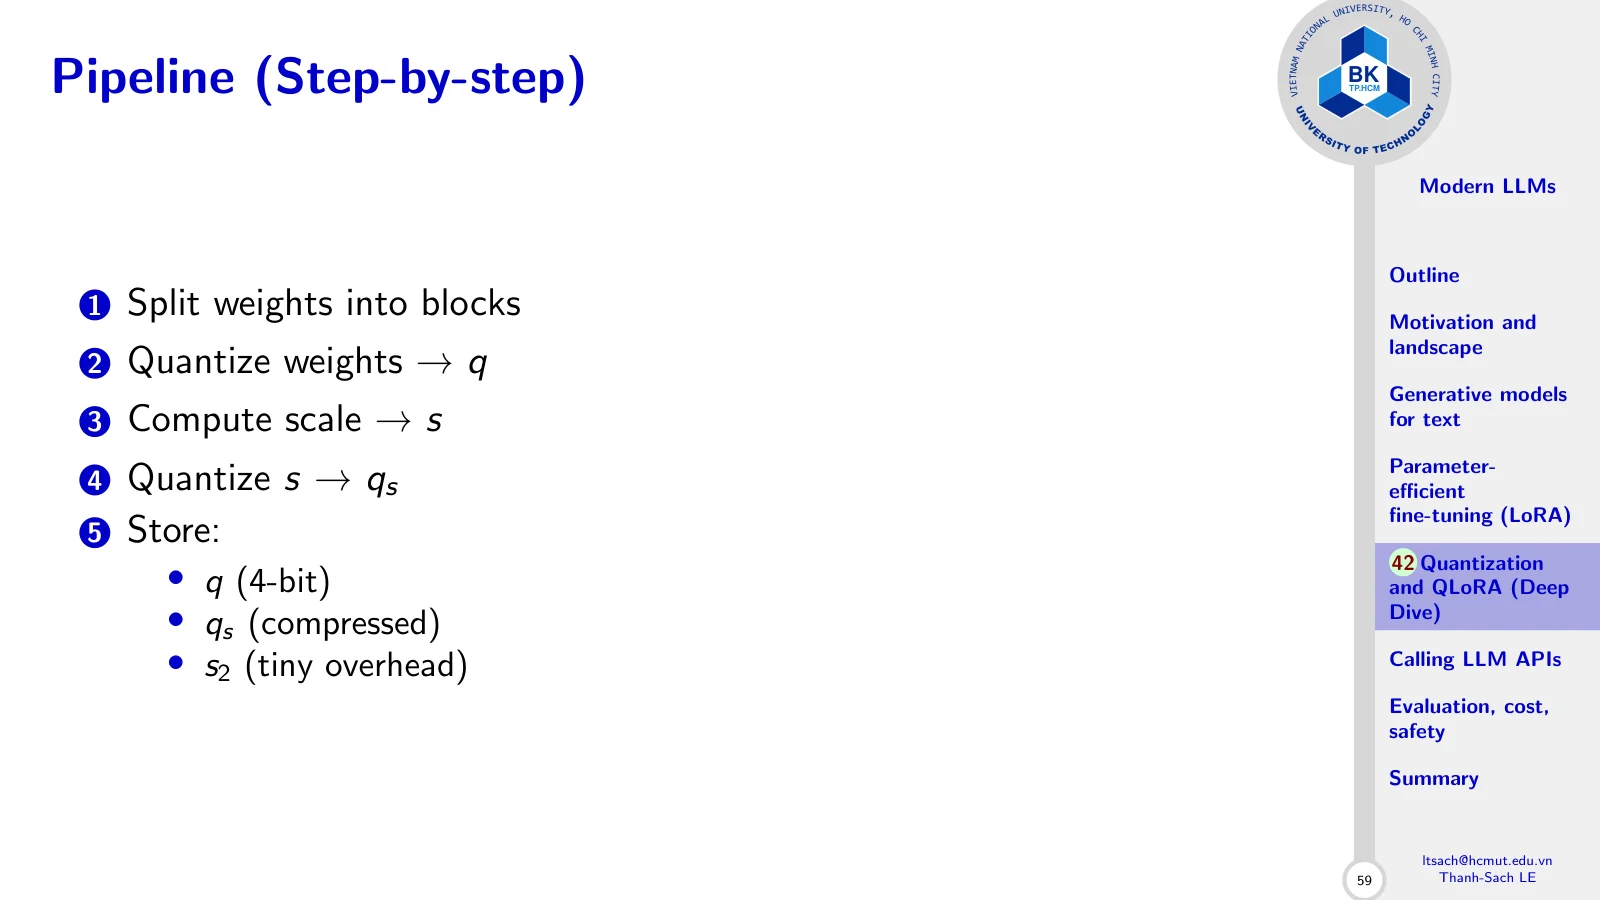 Pipeline (Step-by-step)
1 Split weights into blocks
2 Quantize weights → q
3 Compute scale → s
4 Quantize s → qₛ
5 Store:
• q (4-bit)
• qₛ (compressed)
• s₂ (tiny overhead)
VIETNAM NATIONAL UNIVERSITY, HO CHI MINH CITY
BK
TP.HCM
UNIVERSITY OF TECHNOLOGY
Modern LLMs
Outline
Motivation and
landscape
Generative models
for text
Parameter-
efficient
fine-tuning (LoRA)
42 Quantization
and QLoRA (Deep
Dive)
Calling LLM APIs
Evaluation, cost,
safety
Summary
ltsach@hcmut.edu.vn
Thanh-Sach LE
59